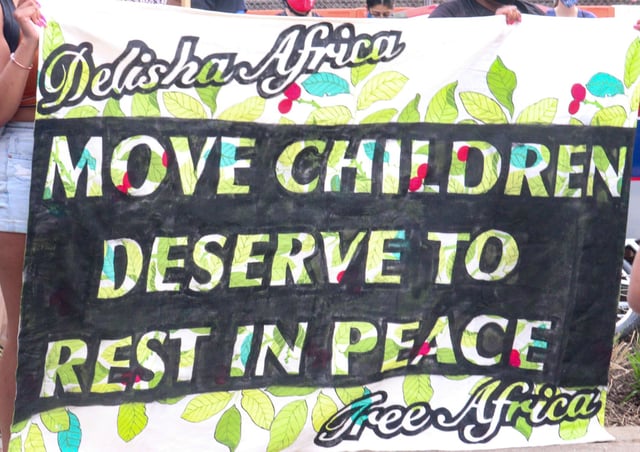 Delisha Africa
MOVE CHILDREN
DESERVE TO
REST IN PEACE
Tree Africa